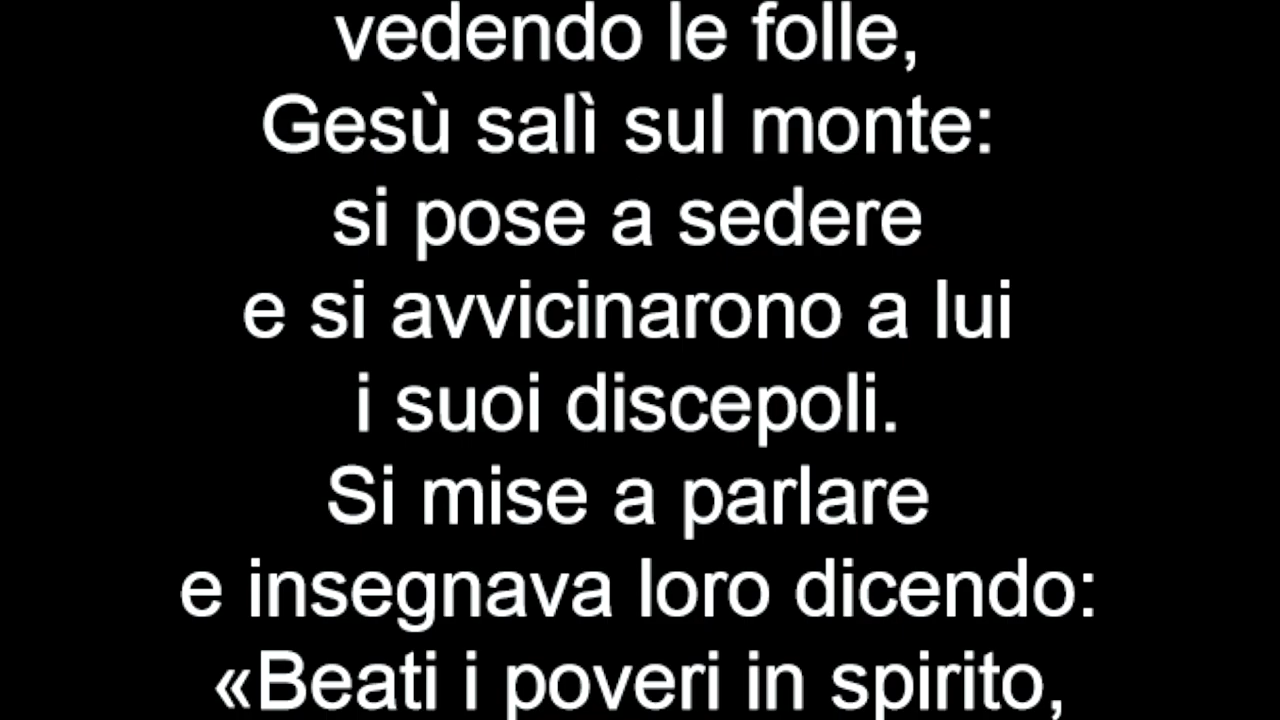 vedendo le folle,
Gesù salì sul monte:
si pose a sedere
e si avvicinarono a lui
i suoi discepoli.
Si mise a parlare
e insegnava loro dicendo:
«Beati i poveri in spirito,